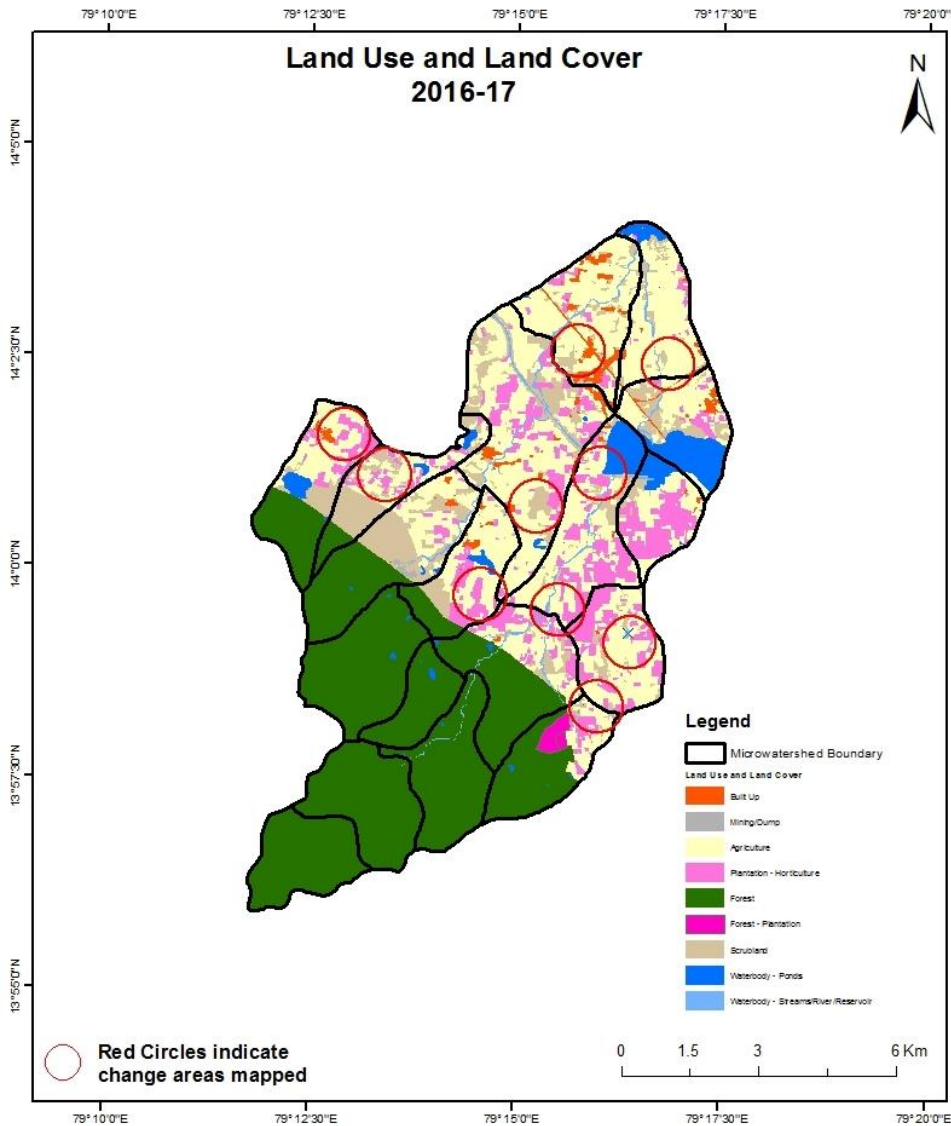 79° 10'0"E 79° 12'30"E 79° 15'0"E 79° 17'30"E 79° 20'0"
Land Use and Land Cover
2016-17
N
14° 5'0"N
14° 2'30"N
14° 0'0"N
13° 57'30"N
13° 55'0"N
Legend
Microwatershed Boundary
Land Use and Land Cover
Built Up
Mining/Dump
Agriculture
Plantation - Horticulture
Forest
Forest - Plantation
Scrubland
Waterbody - Ponds
Waterbody - Streams/River/Reservoir
Red Circles indicate
change areas mapped
0 1.5 3 6 Km
79° 10'0"E 79° 12'30"E 79° 15'0"E 79° 17'30"E 79° 20'0"E